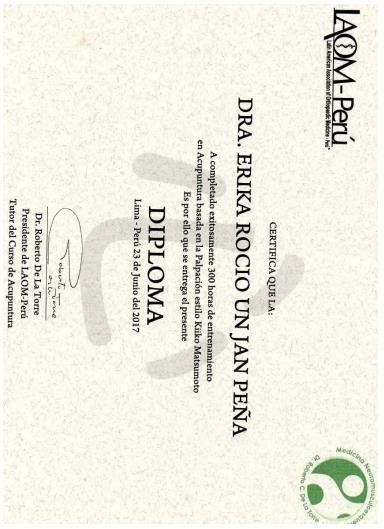 LAOM-Perú
Latin American Association of Orthopaedic Medicine - Perú
CERTIFICA QUE LA:
DRA. ERIKA ROCIO UN JAN PEÑA
A completado exitosamente 300 horas de entrenamiento
en Acupuntura basada en la Palpación estilo Kiiko Matsumoto
Es por ello que se entrega el presente
DIPLOMA
Lima - Perú 23 de Junio del 2017
Dr. Roberto De La Torre
Presidente de LAOM-Perú
Tutor del Curso de Acupuntura
Medicina Neuromusculoesquelética
Dr. Roberto C. De La Torre